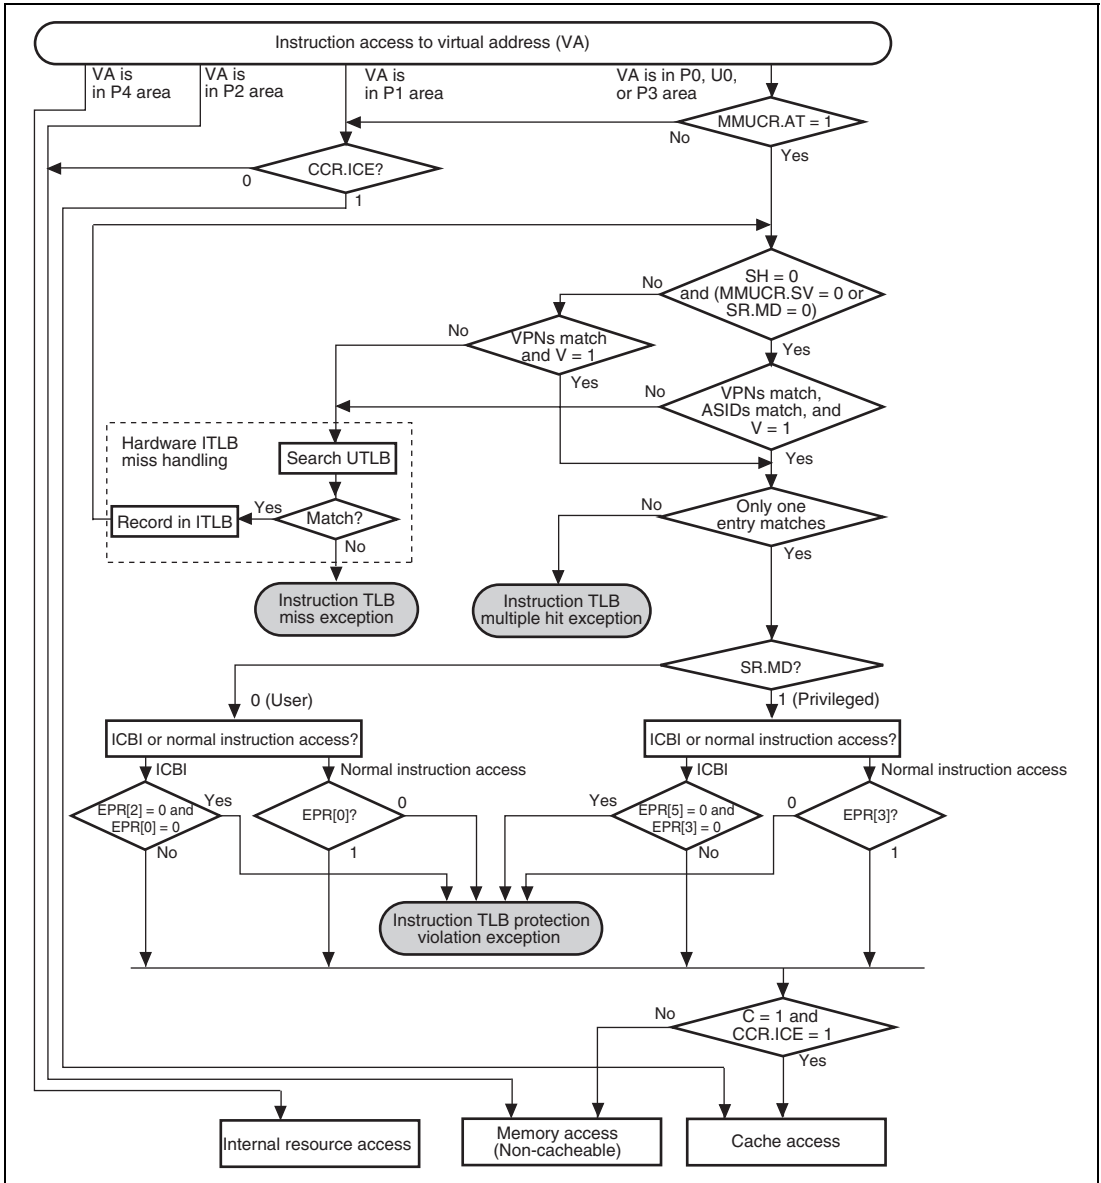 Instruction access to virtual address (VA)
VA is
in P4 area
VA is
in P2 area
VA is
in P1 area
VA is in P0, U0,
or P3 area
MMUCR.AT = 1
No
Yes
CCR.ICE?
0
1
SH = 0
and (MMUCR.SV = 0 or
SR.MD = 0)
No
Yes
VPNs match
and V = 1
No
Yes
VPNs match,
ASIDs match, and
V = 1
No
Yes
Hardware ITLB
miss handling
Search UTLB
Match?
Yes
Record in ITLB
No
Only one
entry matches
No
Yes
Instruction TLB
miss exception
Instruction TLB
multiple hit exception
SR.MD?
0 (User)
1 (Privileged)
ICBI or normal instruction access?
ICBI or normal instruction access?
ICBI
Normal instruction access
ICBI
Normal instruction access
EPR[2] = 0 and
EPR[0] = 0
Yes
No
EPR[0]?
0
1
EPR[5] = 0 and
EPR[3] = 0
Yes
No
EPR[3]?
0
1
Instruction TLB protection
violation exception
C = 1 and
CCR.ICE = 1
No
Yes
Internal resource access
Memory access
(Non-cacheable)
Cache access